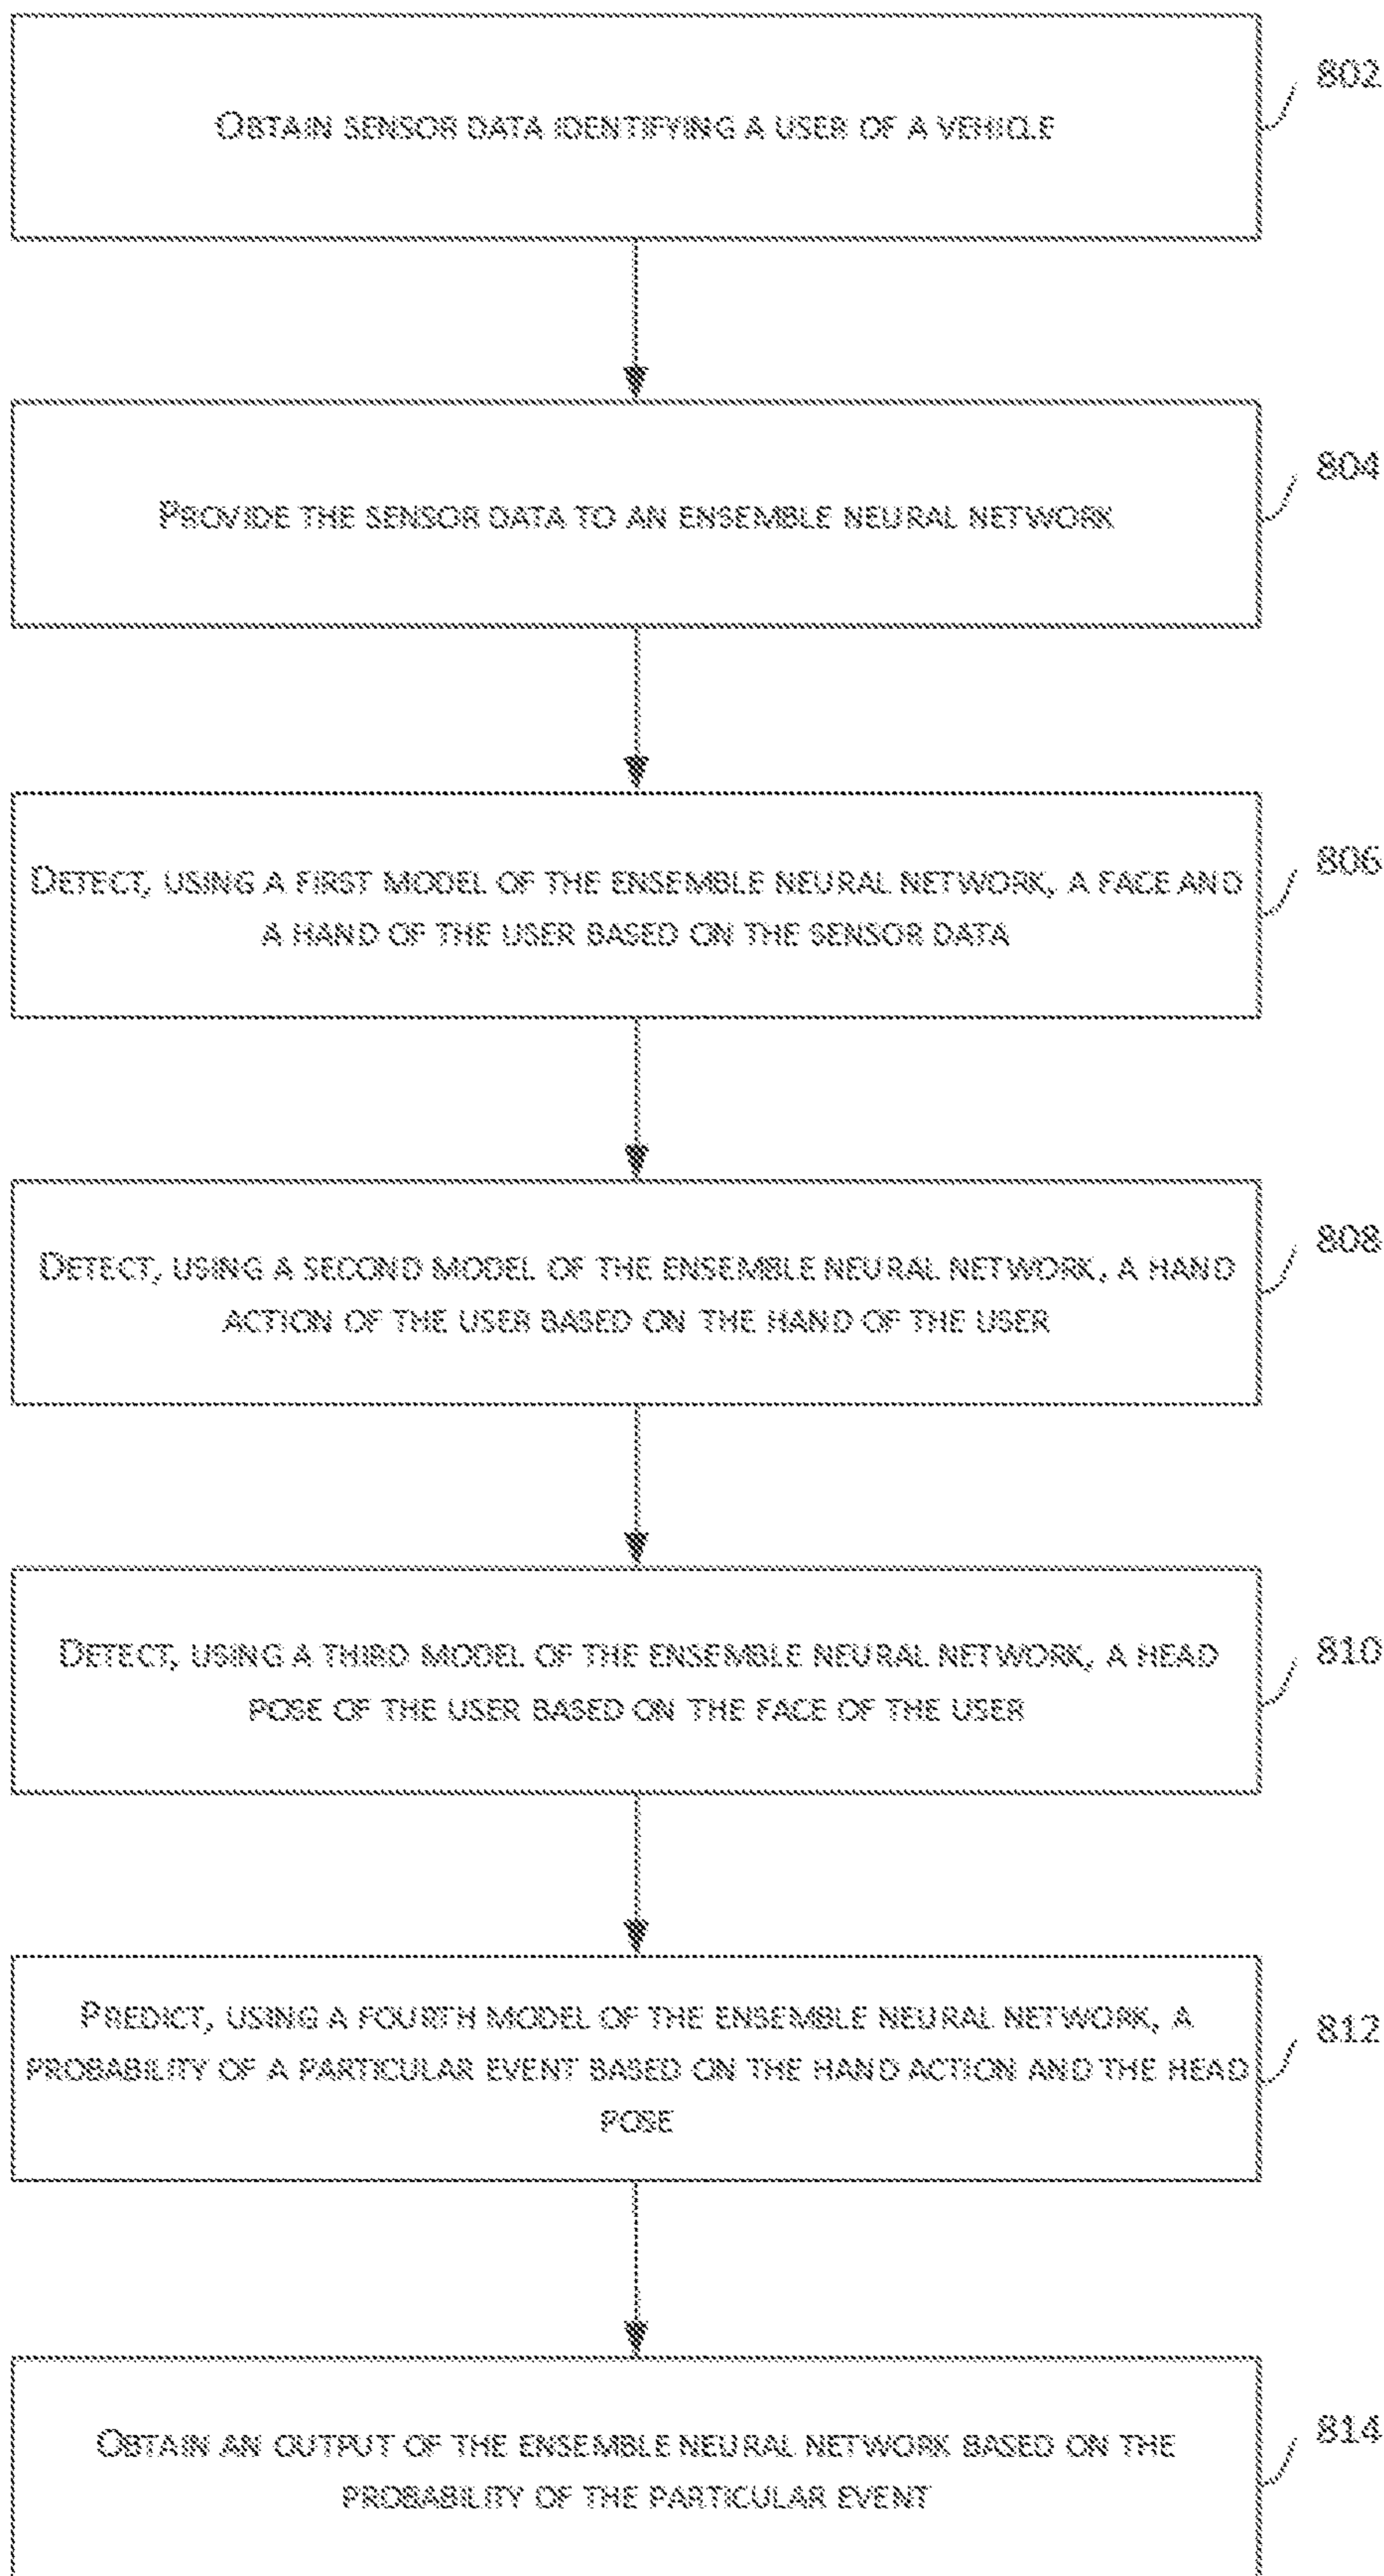 OBTAIN SENSOR DATA IDENTIFYING A USER OF A VEHICLE
802
PROVIDE THE SENSOR DATA TO AN ENSEMBLE NEURAL NETWORK
804
DETECT, USING A FIRST MODEL OF THE ENSEMBLE NEURAL NETWORK, A FACE AND
A HAND OF THE USER BASED ON THE SENSOR DATA
806
DETECT, USING A SECOND MODEL OF THE ENSEMBLE NEURAL NETWORK, A HAND
ACTION OF THE USER BASED ON THE HAND OF THE USER
808
DETECT, USING A THIRD MODEL OF THE ENSEMBLE NEURAL NETWORK, A HEAD
POSE OF THE USER BASED ON THE FACE OF THE USER
810
PREDICT, USING A FOURTH MODEL OF THE ENSEMBLE NEURAL NETWORK, A
PROBABILITY OF A PARTICULAR EVENT BASED ON THE HAND ACTION AND THE HEAD
POSE
812
OBTAIN AN OUTPUT OF THE ENSEMBLE NEURAL NETWORK BASED ON THE
PROBABILITY OF THE PARTICULAR EVENT
814